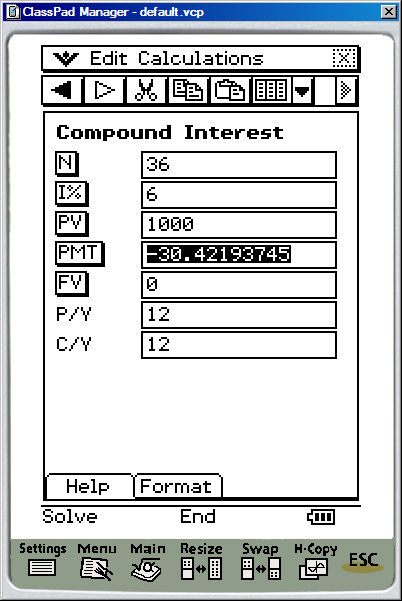 ClassPad Manager - default.vcp
Edit Calculations
Compound Interest
N 36
I% 6
PV 1000
PMT -30.42193745
FV 0
P/Y 12
C/Y 12
Help Format
Solve End
Settings Menu Main Resize Swap H-Copy ESC